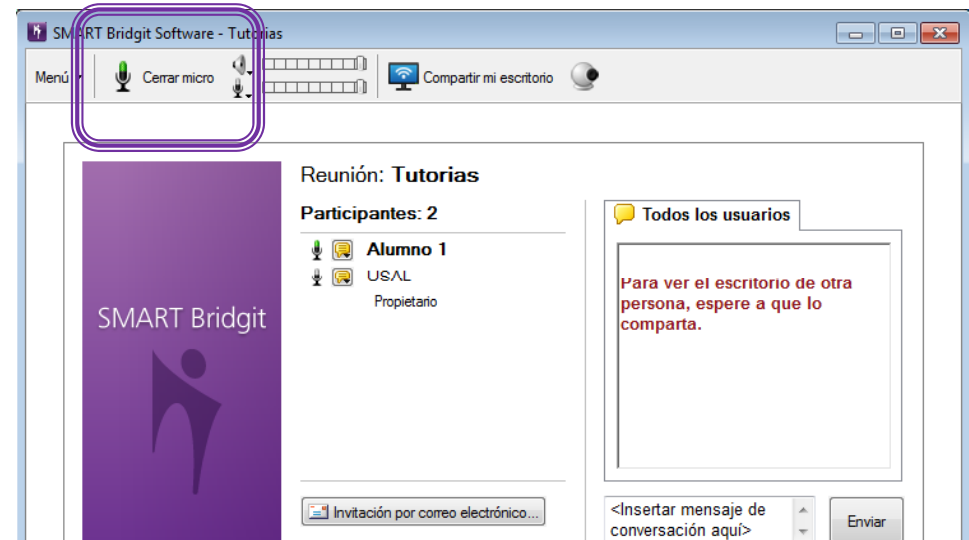 SMART Bridgit Software - Tutorias
Menú
Cerrar micro
Compartir mi escritorio
Reunión: Tutorias
Participantes: 2
Alumno 1
USAL
Propietario
SMART Bridgit
Invitación por correo electrónico...
Todos los usuarios
Para ver el escritorio de otra
persona, espere a que lo
comparta.
<Insertar mensaje de
conversación aquí>
Enviar